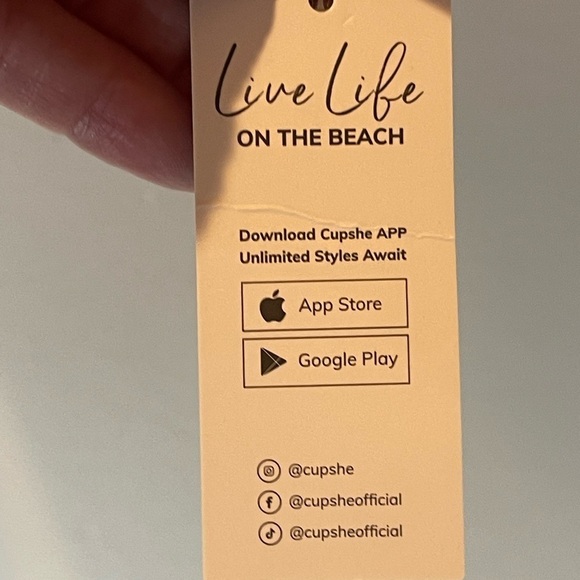 Live Life
ON THE BEACH
Download Cupshe APP
Unlimited Styles Await
App Store
Google Play
@cupshe
@cupsheofficial
@cupsheofficial